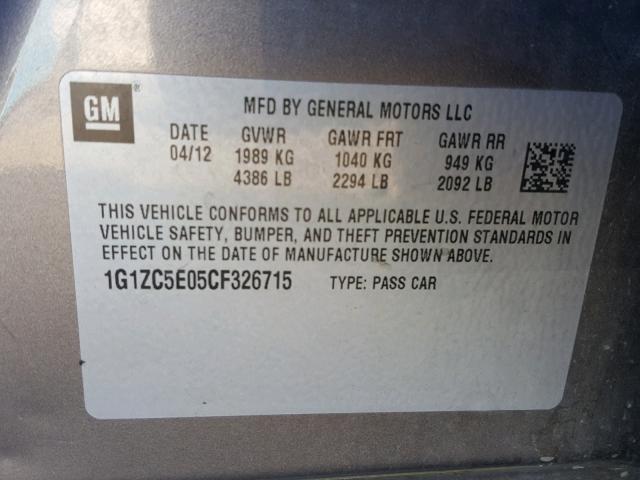 GM ®
MFD BY GENERAL MOTORS LLC
DATE GVWR GAWR FRT GAWR RR
04/12 1989 KG 1040 KG 949 KG
4386 LB 2294 LB 2092 LB
THIS VEHICLE CONFORMS TO ALL APPLICABLE U.S. FEDERAL MOTOR
VEHICLE SAFETY, BUMPER, AND THEFT PREVENTION STANDARDS IN
EFFECT ON THE DATE OF MANUFACTURE SHOWN ABOVE.
1G1ZC5E05CF326715 TYPE: PASS CAR